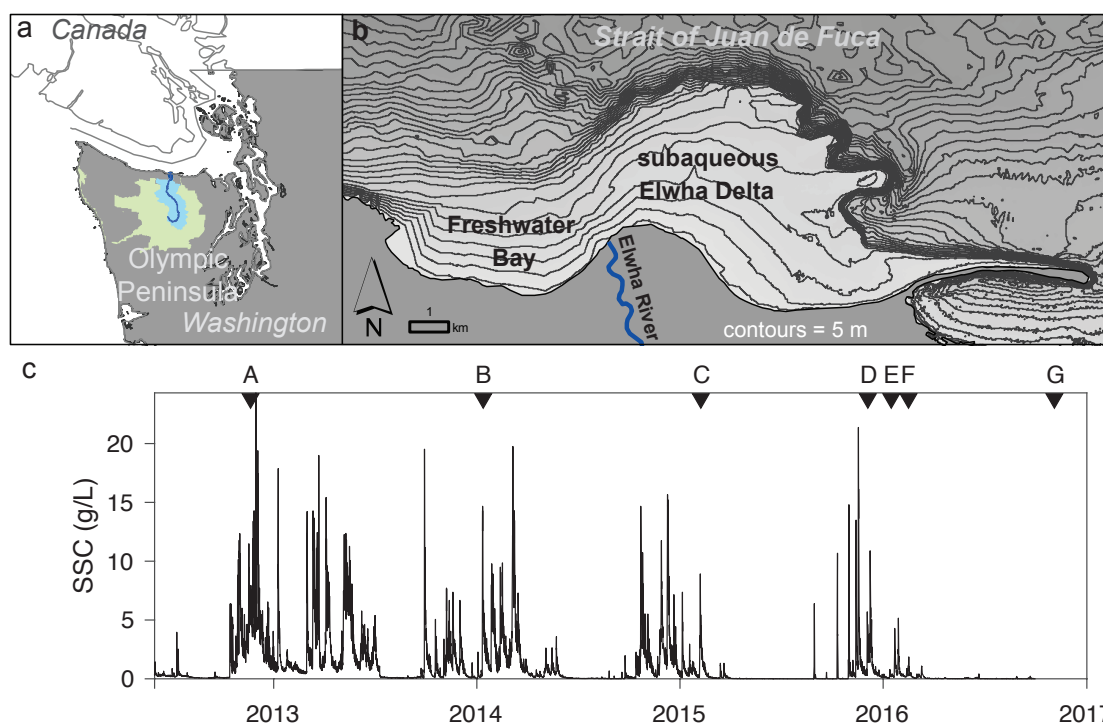 a
Canada
Olympic
Peninsula
Washington
b
Strait of Juan de Fuca
subaqueous
Elwha Delta
Freshwater
Bay
Elwha River
N
1
km
contours = 5 m
c
A B C D E F G
SSC (g/L)
20
15
10
5
0
2013 2014 2015 2016 2017